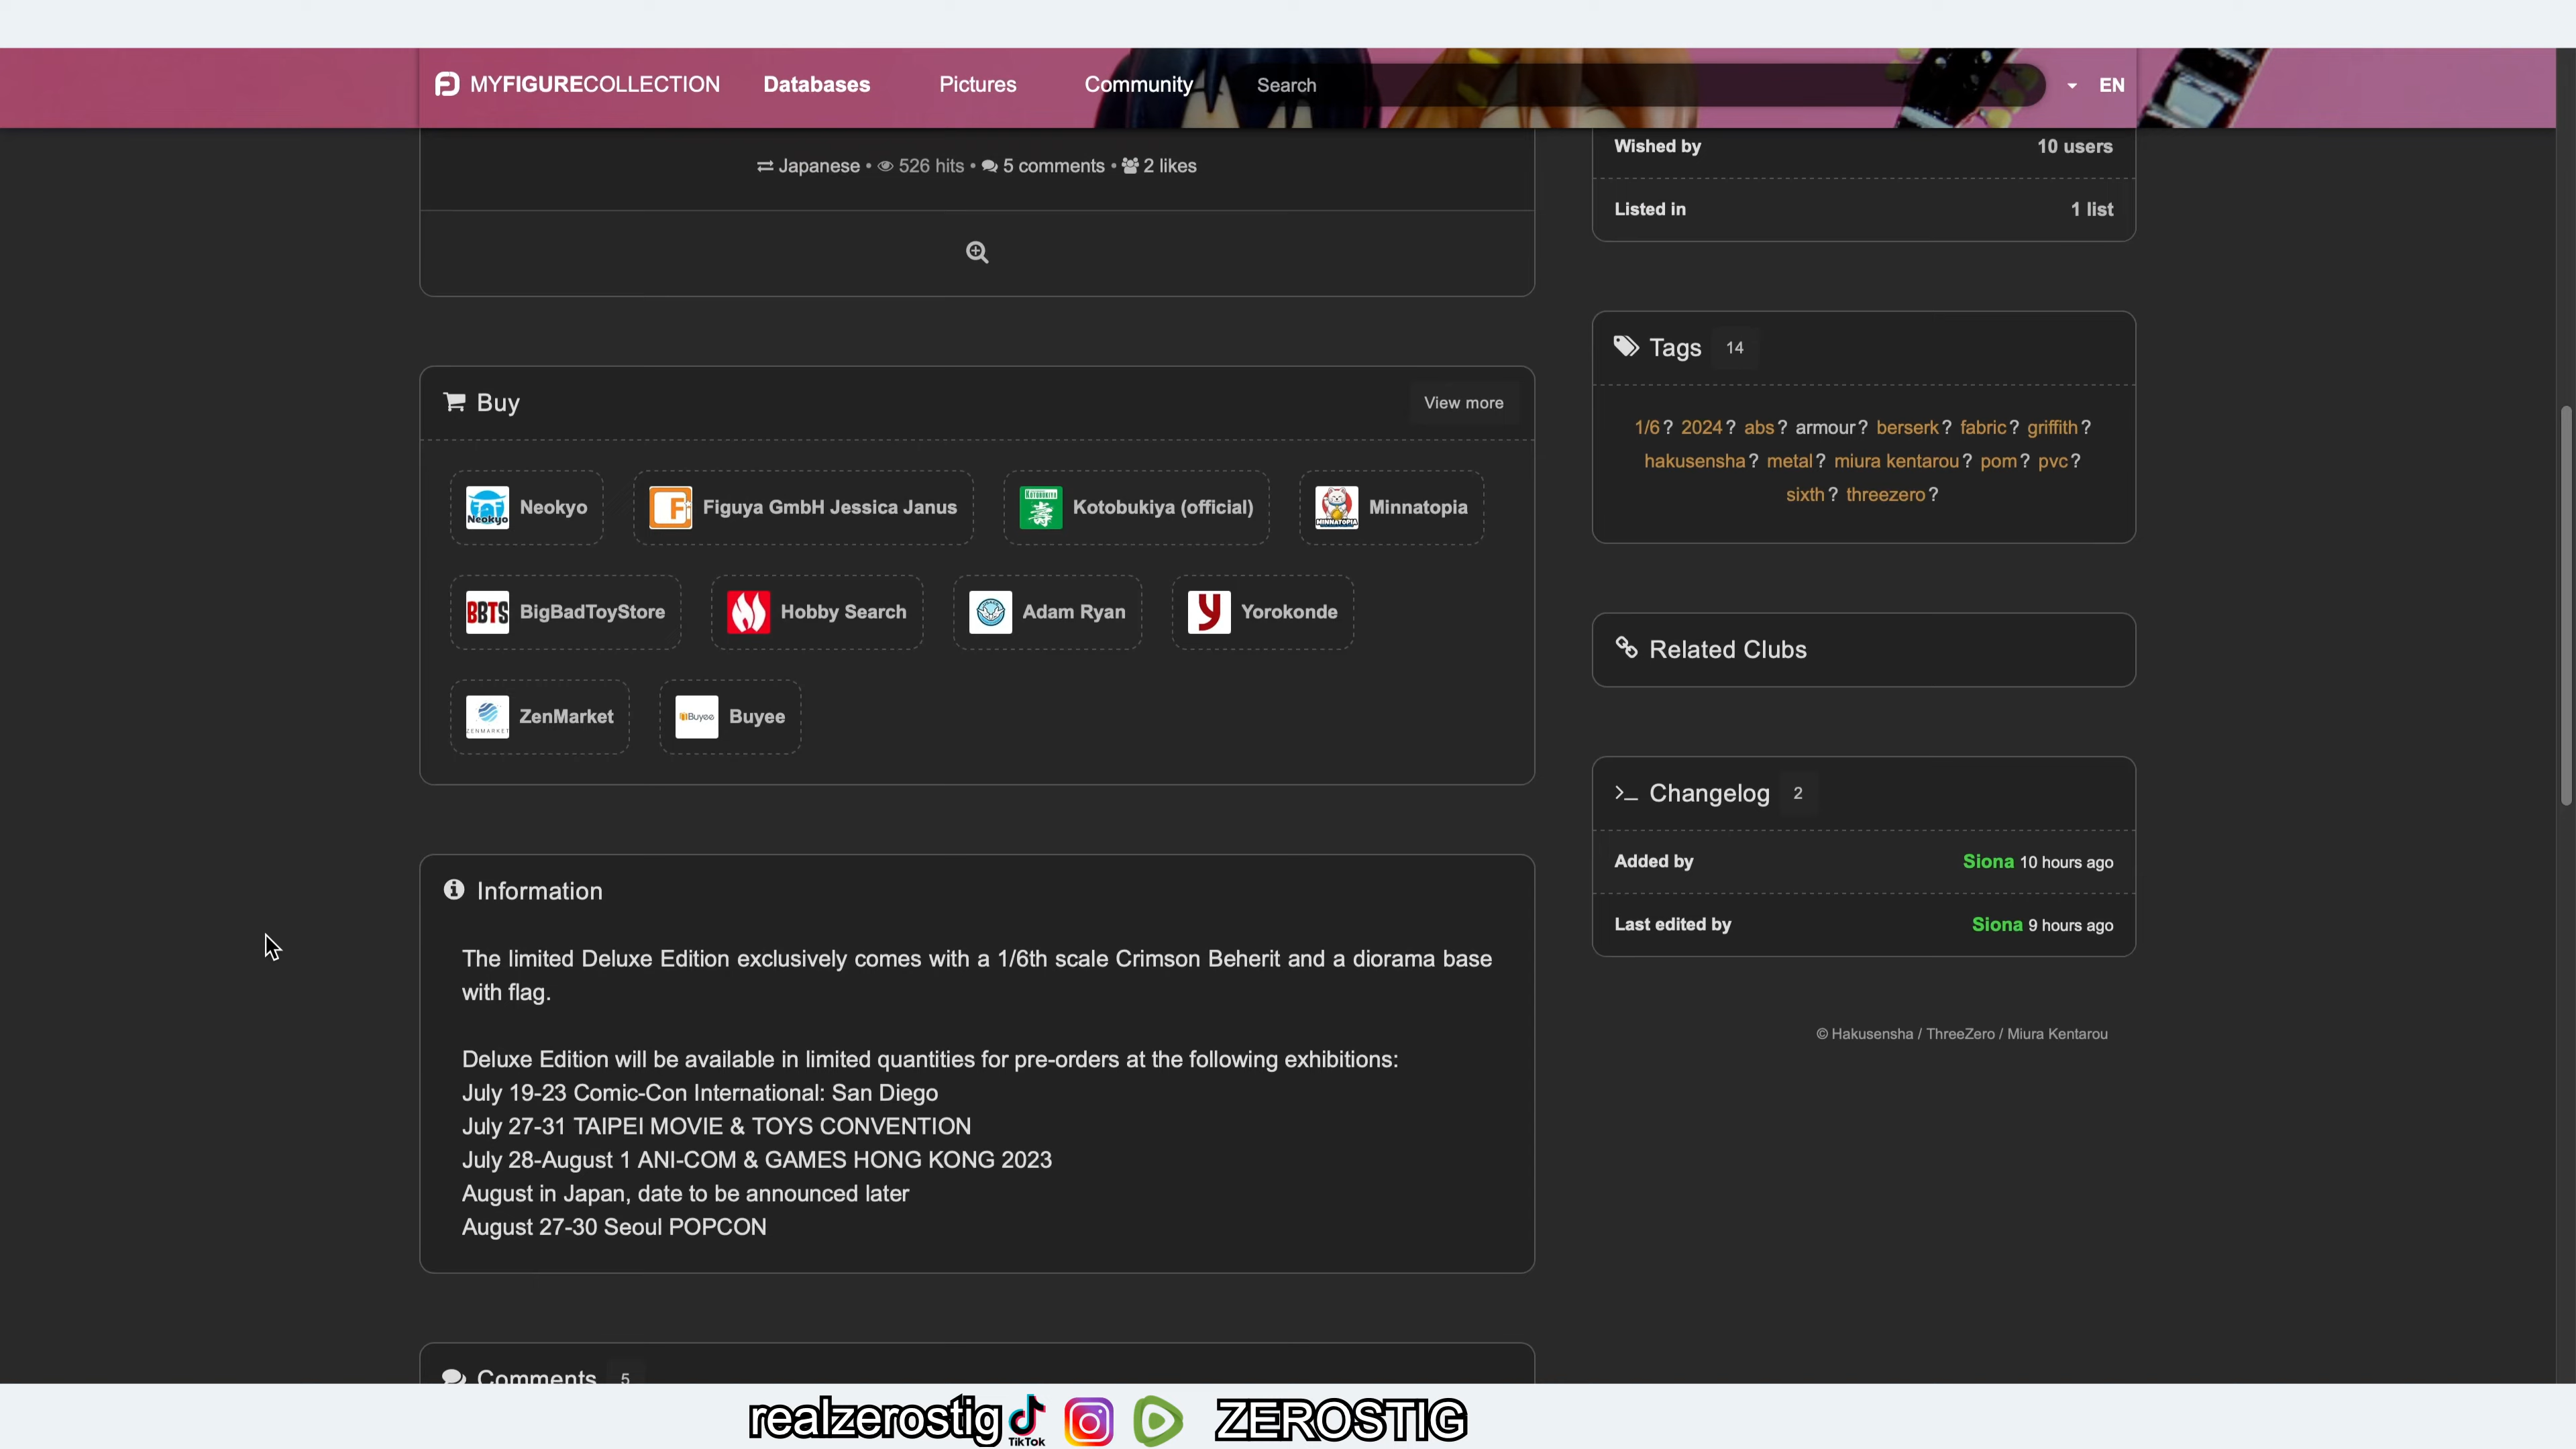 MYFIGURECOLLECTION Databases Pictures Community Search EN
Japanese • 526 hits • 5 comments • 2 likes
Buy View more
Neokyo Figuya GmbH Jessica Janus Kotobukiya (official) Minnatopia
BigBadToyStore Hobby Search Adam Ryan Yorokonde
ZenMarket Buyee
Information
The limited Deluxe Edition exclusively comes with a 1/6th scale Crimson Beherit and a diorama base
with flag.
Deluxe Edition will be available in limited quantities for pre-orders at the following exhibitions:
July 19-23 Comic-Con International: San Diego
July 27-31 TAIPEI MOVIE & TOYS CONVENTION
July 28-August 1 ANI-COM & GAMES HONG KONG 2023
August in Japan, date to be announced later
August 27-30 Seoul POPCON
Comments 5
Wished by 10 users
Listed in 1 list
Tags 14
1/6? 2024? abs? armour? berserk? fabric? griffith?
hakusensha? metal? miura kentarou? pom? pvc?
sixth? threezero?
Related Clubs
Changelog 2
Added by Siona 10 hours ago
Last edited by Siona 9 hours ago
© Hakusensha / ThreeZero / Miura Kentarou
realzerostig TikTok ZEROSTIG